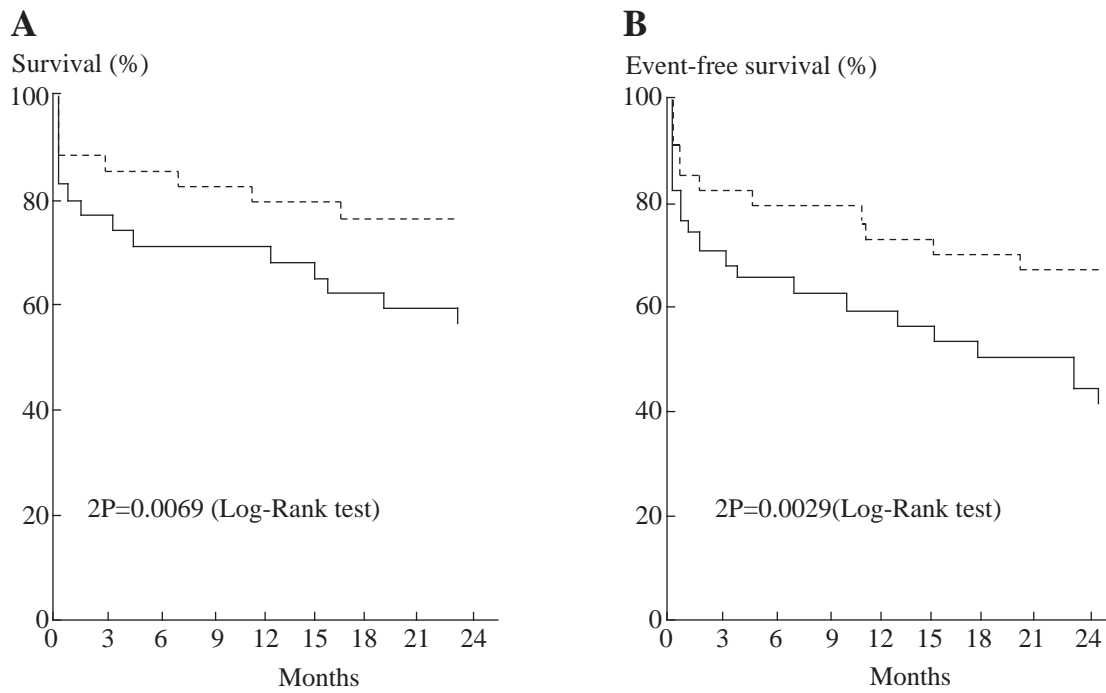 A
Survival (%)
100
80
60
40
20
0
2P=0.0069 (Log-Rank test)
0 3 6 9 12 15 18 21 24
Months
B
Event-free survival (%)
100
80
60
40
20
0
2P=0.0029(Log-Rank test)
0 3 6 9 12 15 18 21 24
Months